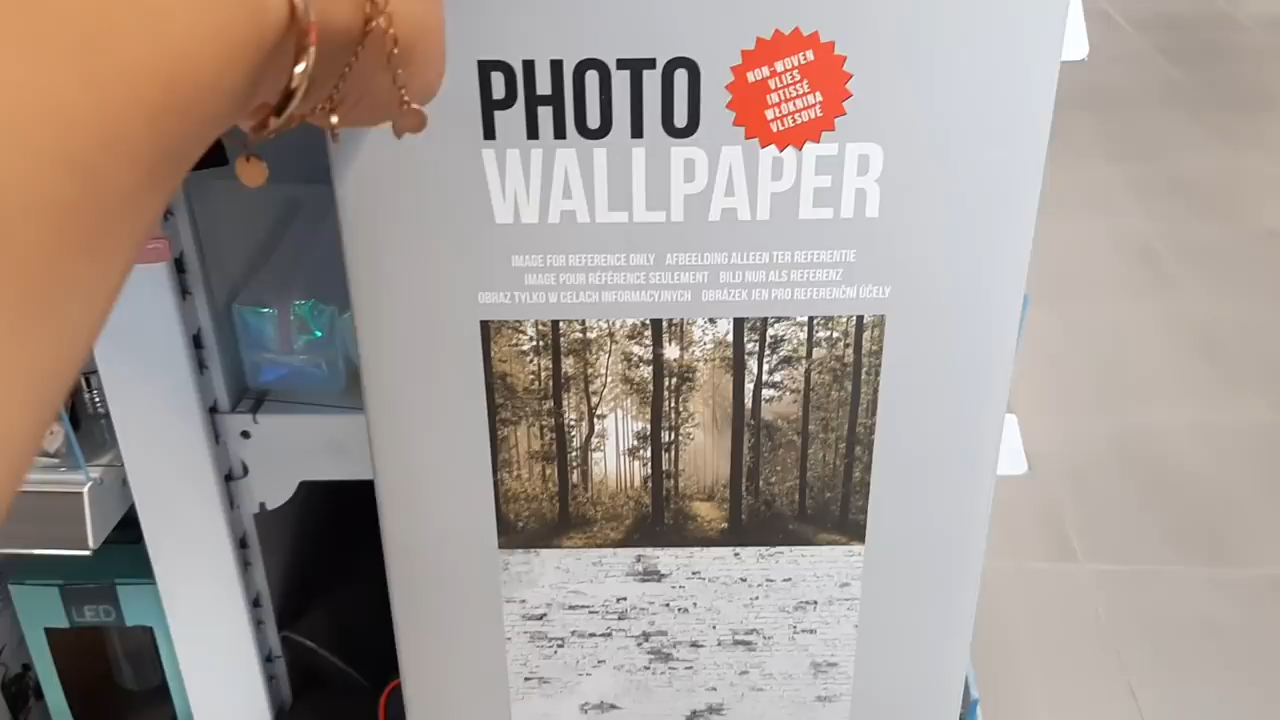 PHOTO
WALLPAPER
NON-WOVEN
VLIES
INTISSÉ
WŁÓKNINA
VLIESOVÉ
IMAGE FOR REFERENCE ONLY AFBEELDING ALLEEN TER REFERENTIE
IMAGE POUR RÉFÉRENCE SEULEMENT BILD NUR ALS REFERENZ
OBRAZ TYLKO W CELACH INFORMACYJNYCH OBRÁZEK JEN PRO REFERENČNÍ ÚČELY
LED